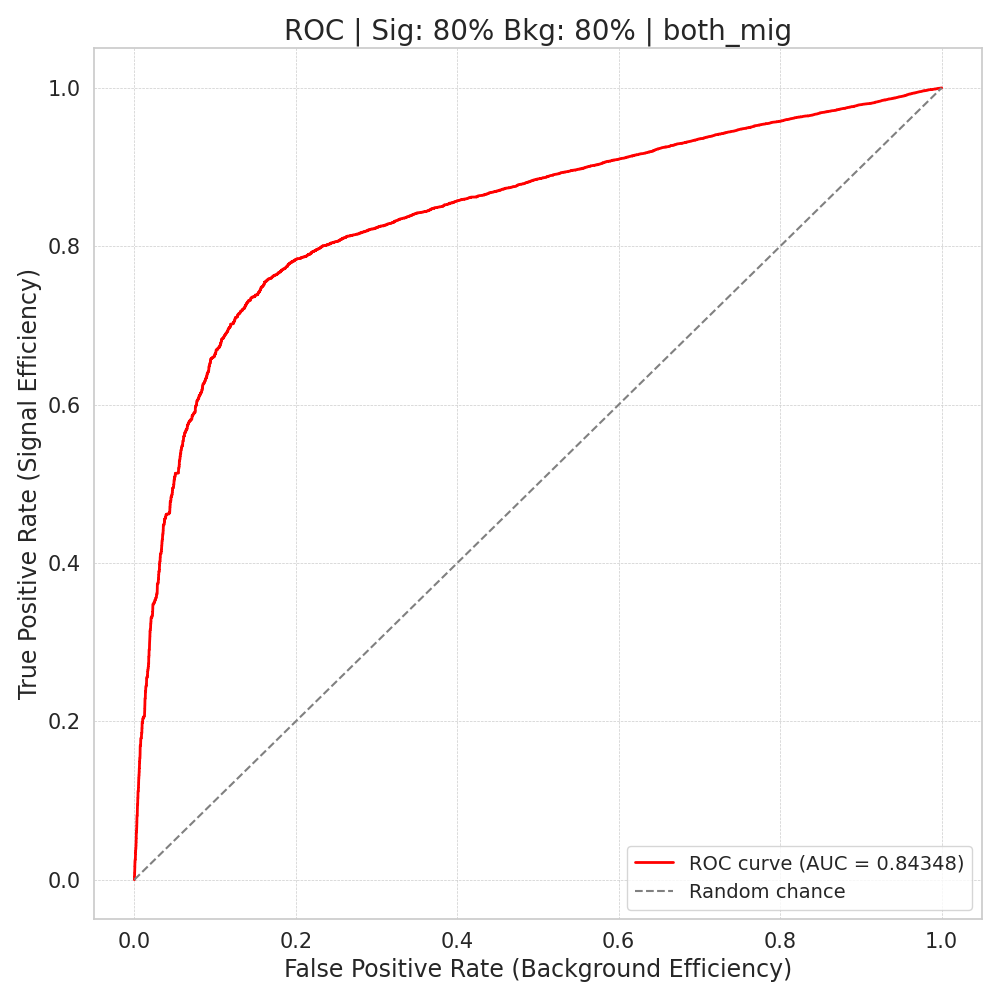 ROC | Sig: 80% Bkg: 80% | both_mig
True Positive Rate (Signal Efficiency)
1.0
0.8
0.6
0.4
0.2
0.0
ROC curve (AUC = 0.84348)
Random chance
0.0 0.2 0.4 0.6 0.8 1.0
False Positive Rate (Background Efficiency)